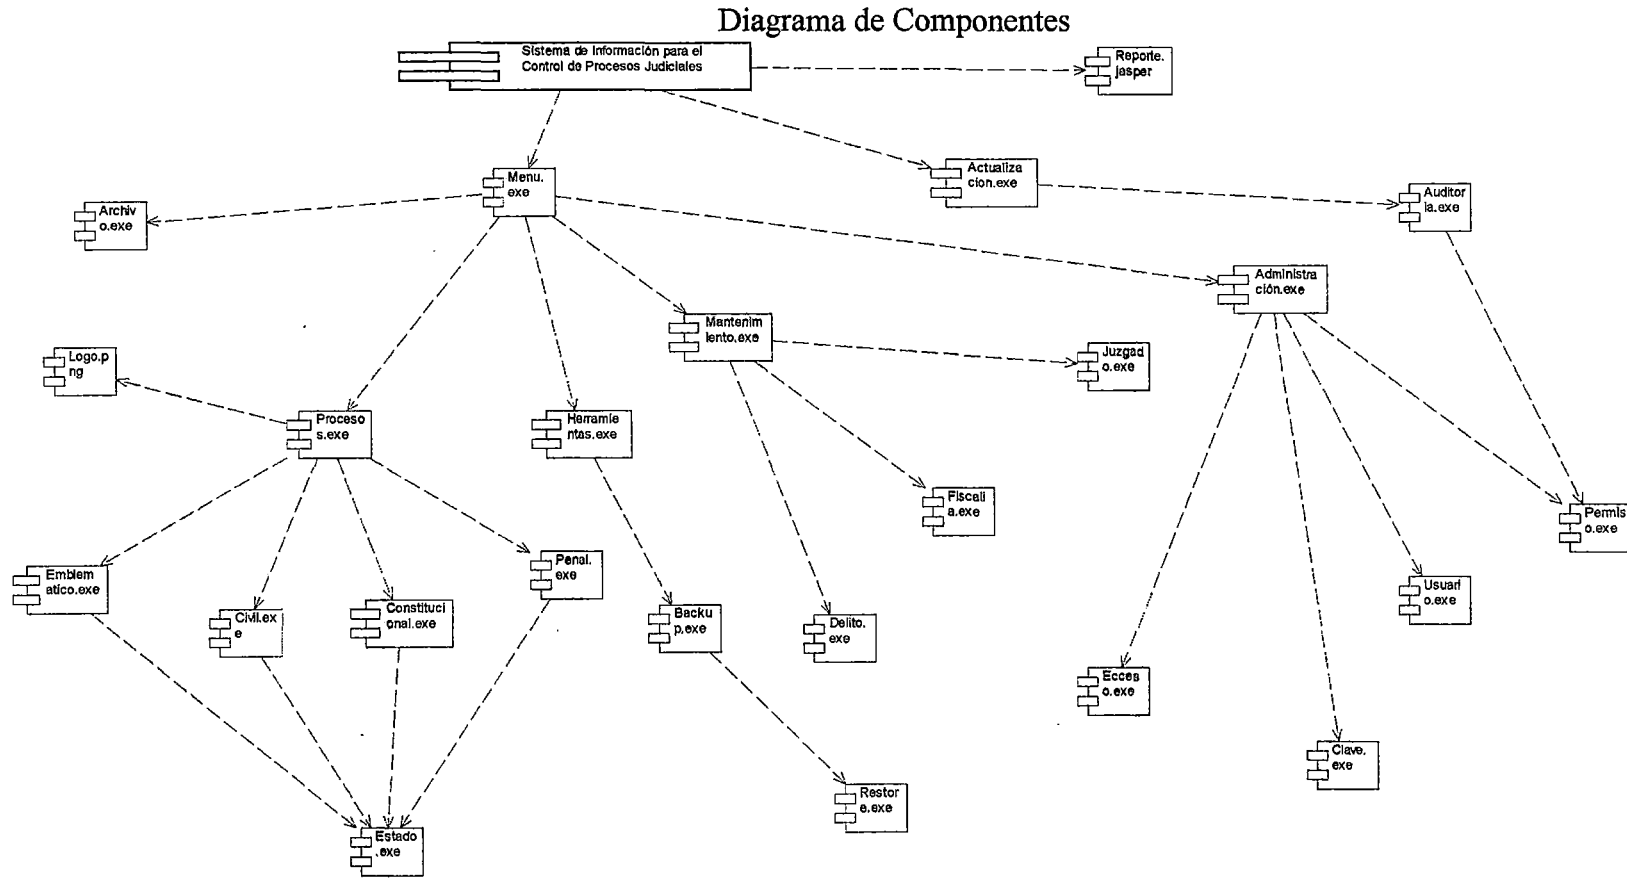 Diagrama de Componentes
Sistema de Información para el
Control de Procesos Judiciales
Reporte.
jasper
Menu.
exe
Actualiza
cion.exe
Auditor
ia.exe
Archiv
o.exe
Administra
ción.exe
Mantenim
iento.exe
Juzgad
o.exe
Logo.p
ng
Proceso
s.exe
Herramie
ntas.exe
Fiscali
a.exe
Permis
o.exe
Emblem
atico.exe
Civil.ex
e
Constituci
onal.exe
Penal.
exe
Backu
p.exe
Delito.
exe
Usuari
o.exe
Ecces
o.exe
Clave.
exe
Restor
e.exe
Estado
.exe